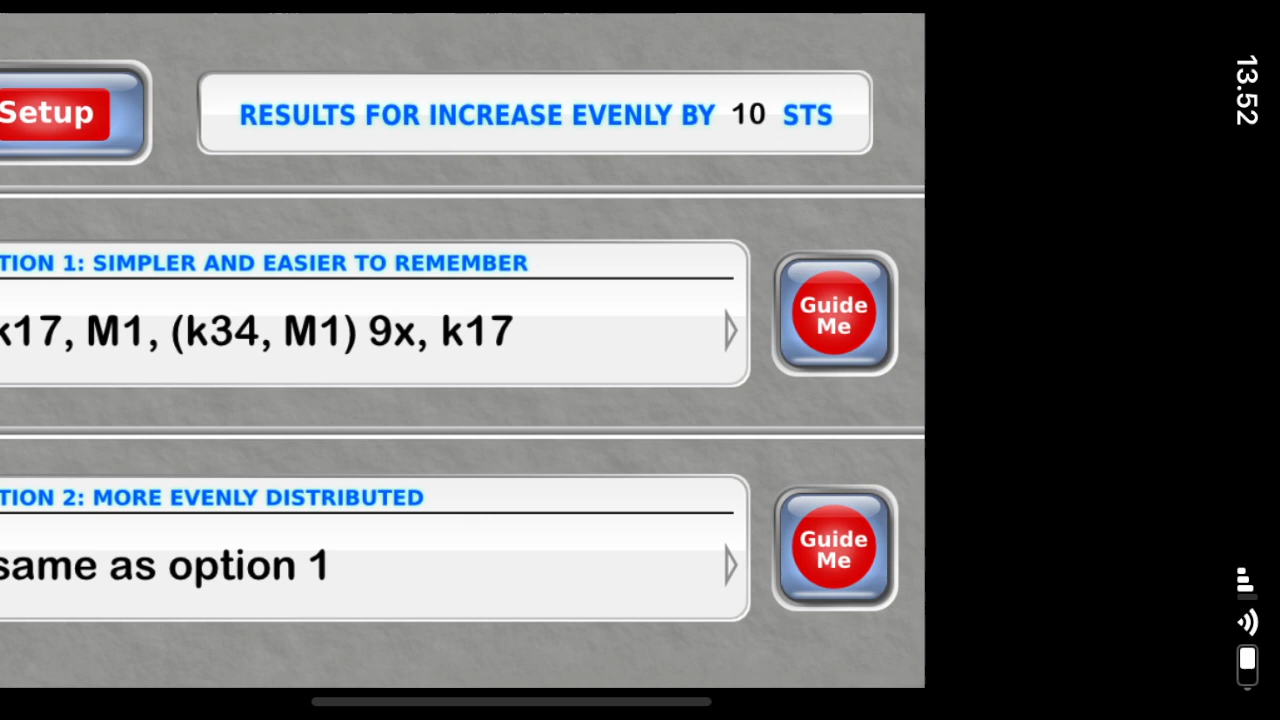 Setup
RESULTS FOR INCREASE EVENLY BY 10 STS
TION 1: SIMPLER AND EASIER TO REMEMBER
k17, M1, (k34, M1) 9x, k17
Guide
Me
TION 2: MORE EVENLY DISTRIBUTED
same as option 1
Guide
Me
13.52